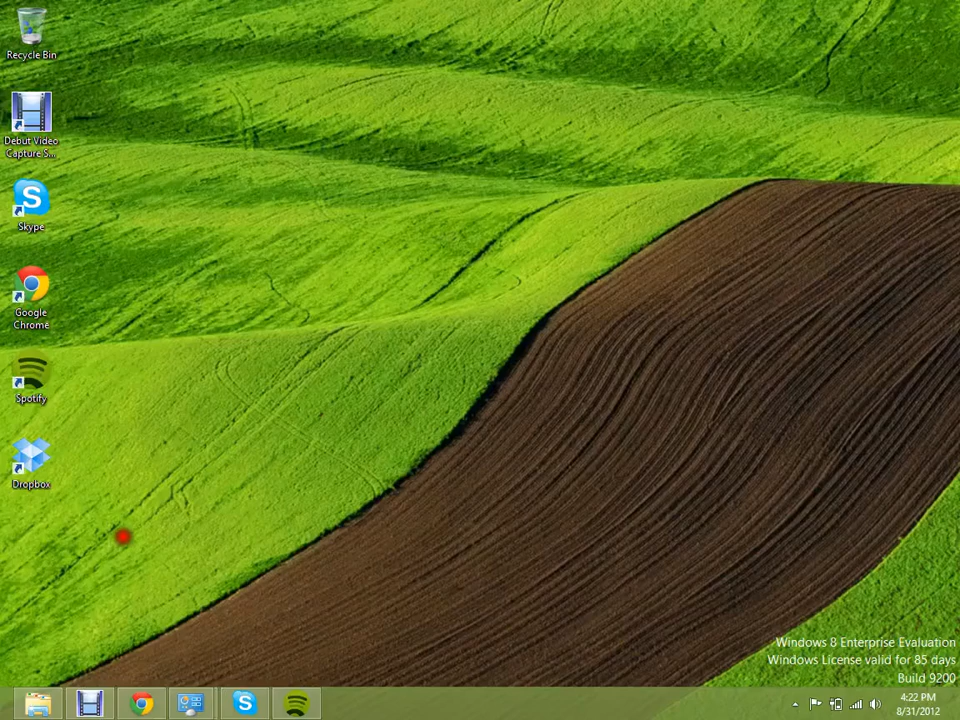 Recycle Bin
Debut Video
Capture S...
Skype
Google
Chrome
Spotify
Dropbox
Windows 8 Enterprise Evaluation
Windows License valid for 85 days
Build 9200
4:22 PM
8/31/2012